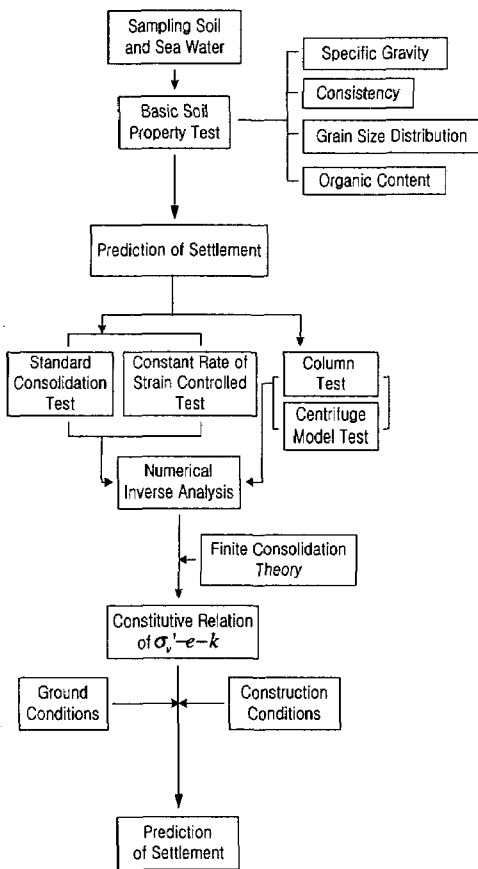 Sampling Soil
and Sea Water
Basic Soil
Property Test
Specific Gravity
Consistency
Grain Size Distribution
Organic Content
Prediction of Settlement
Standard
Consolidation
Test
Constant Rate of
Strain Controlled
Test
Column
Test
Centrifuge
Model Test
Numerical
Inverse Analysis
Finite Consolidation
Theory
Constitutive Relation
of σᵥ'-e-k
Ground
Conditions
Construction
Conditions
Prediction
of Settlement